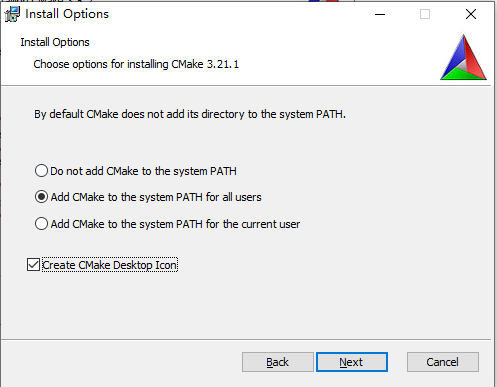 Install Options
Install Options
Choose options for installing CMake 3.21.1
By default CMake does not add its directory to the system PATH.
Do not add CMake to the system PATH
Add CMake to the system PATH for all users
Add CMake to the system PATH for the current user
Create CMake Desktop Icon
Back Next Cancel